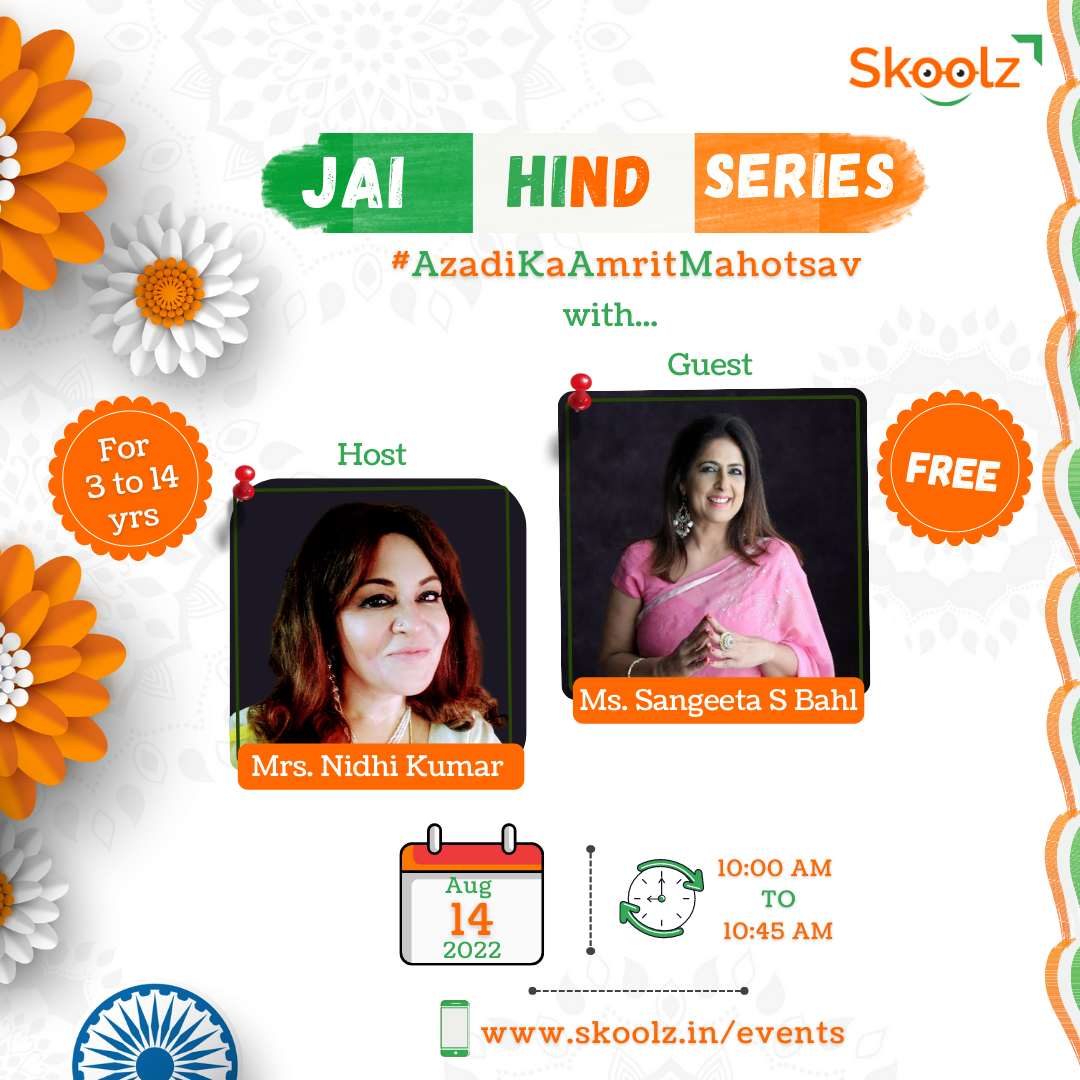 Skoolz
JAI HIND SERIES
#AzadiKaAmritMahotsav
with...
Guest
For
3 to 14
yrs
Host
FREE
Ms. Sangeeta S Bahl
Mrs. Nidhi Kumar
Aug
14
2022
10:00 AM
TO
10:45 AM
www.skoolz.in/events